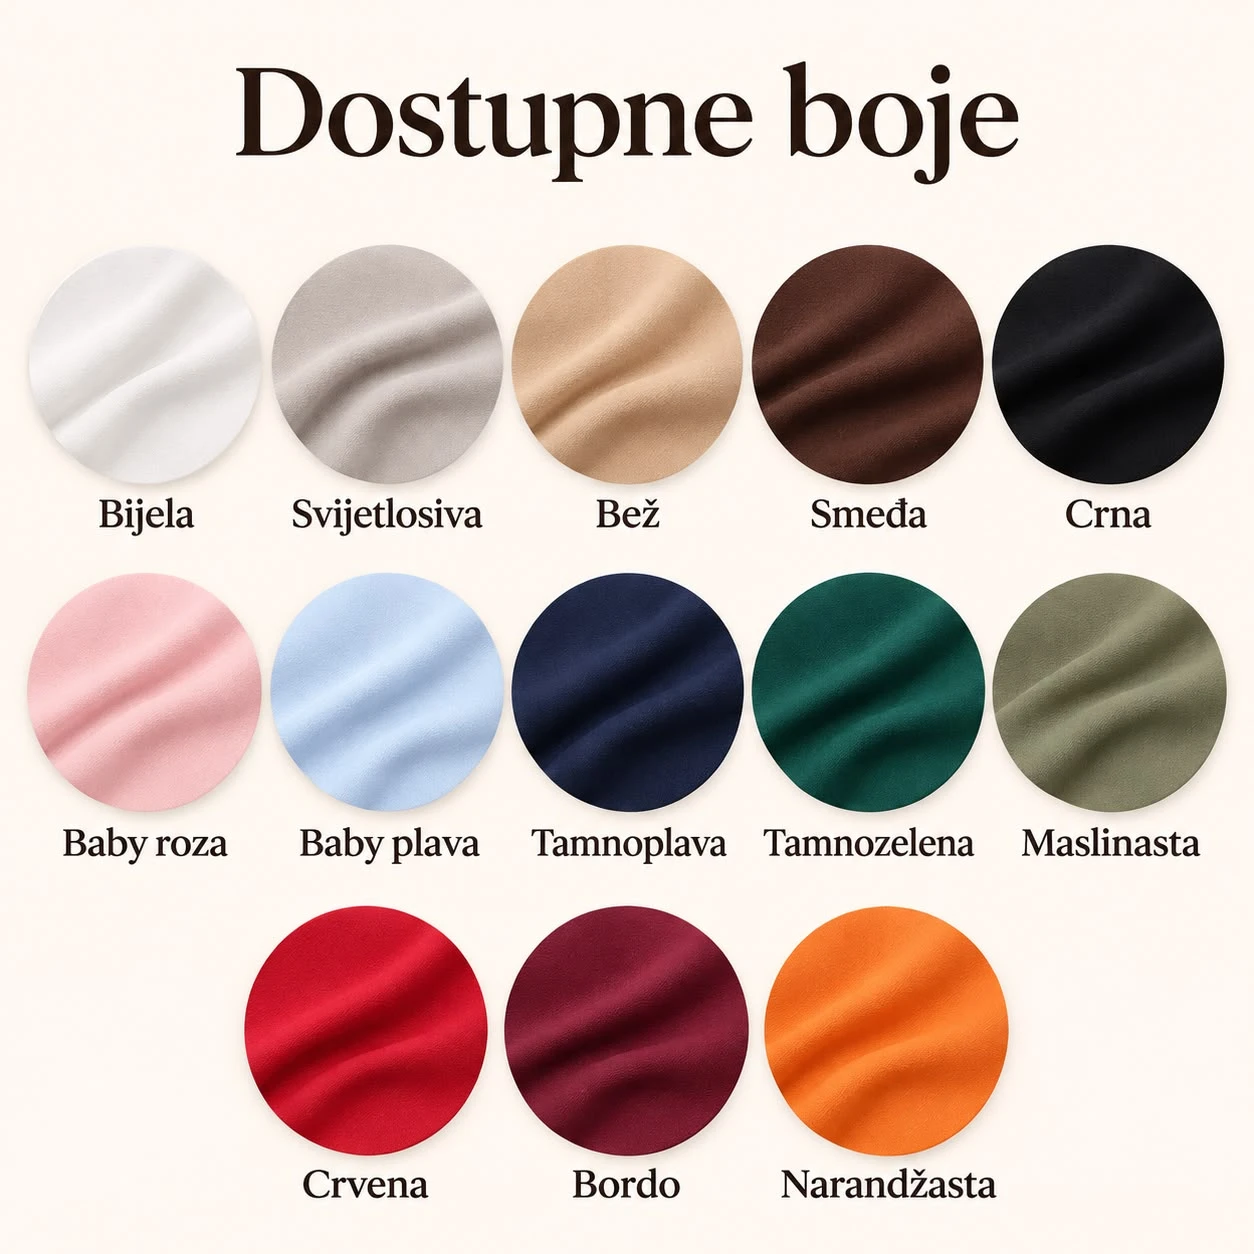 Dostupne boje
Bijela
Svijetlosiva
Bež
Smeđa
Crna
Baby roza
Baby plava
Tamnoplava
Tamnozelena
Maslinasta
Crvena
Bordo
Narandžasta